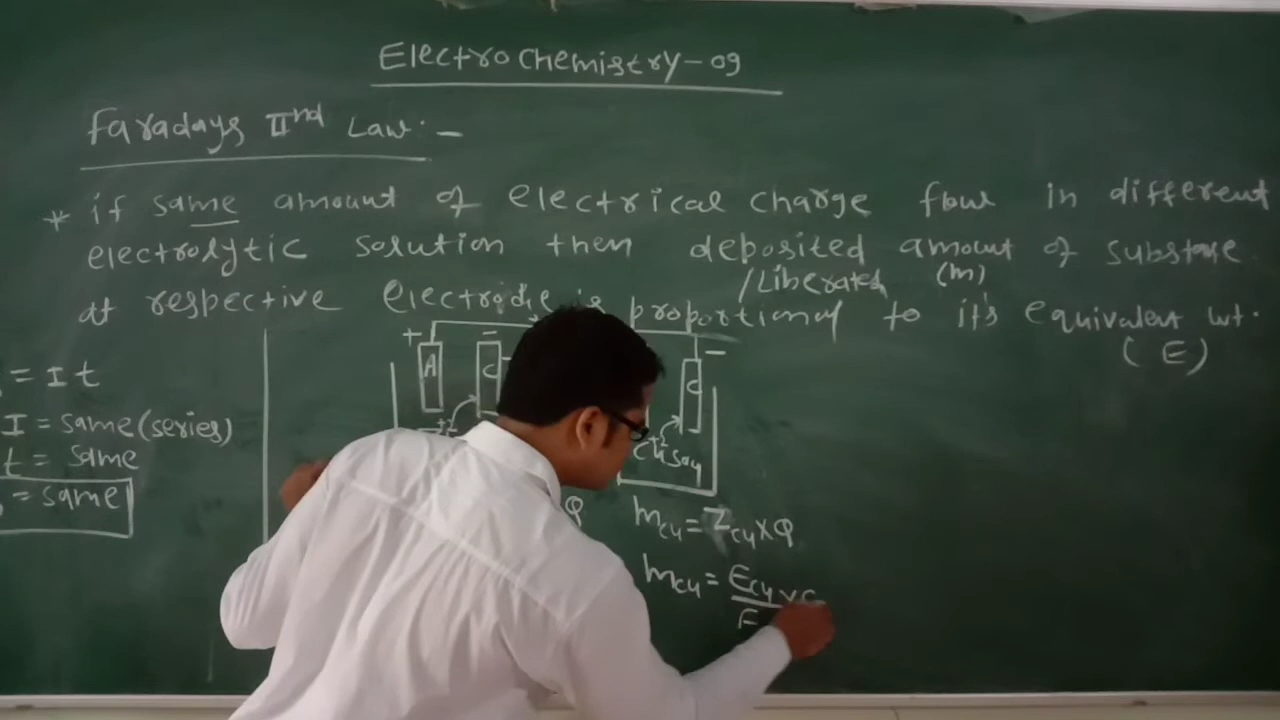 ElectroChemistry-09
Faradays IInd Law:-
* if same amount of electrical charge flow in different
electrolytic solution then deposited amount of substance
/Liberated (m)
at respective Electrode is proportional to it's equivalent wt.
(E)
+ A - C
C -
= It
I = same (series)
t = same
= same
CuSO4
Q
mcu = Zcu x Q
mcu = Ecu x
F